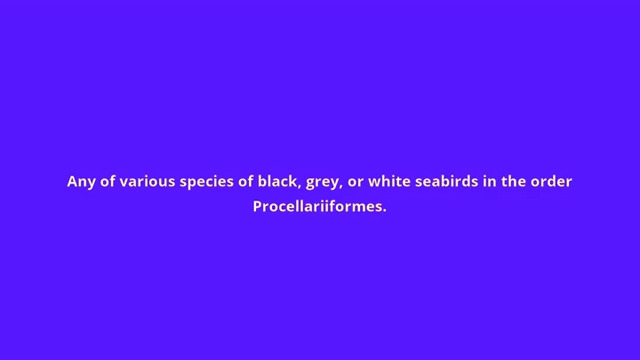 Any of various species of black, grey, or white seabirds in the order
Procellariiformes.